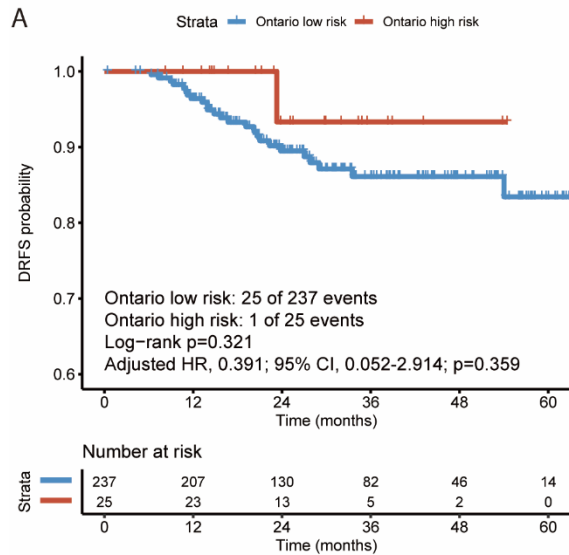 A
Strata Ontario low risk Ontario high risk
1.0
0.9
0.8
0.7
0.6
DRFS probability
Ontario low risk: 25 of 237 events
Ontario high risk: 1 of 25 events
Log−rank p=0.321
Adjusted HR, 0.391; 95% CI, 0.052-2.914; p=0.359
0 12 24 36 48 60
Time (months)
Number at risk
Strata
237 207 130 82 46 14
25 23 13 5 2 0
0 12 24 36 48 60
Time (months)